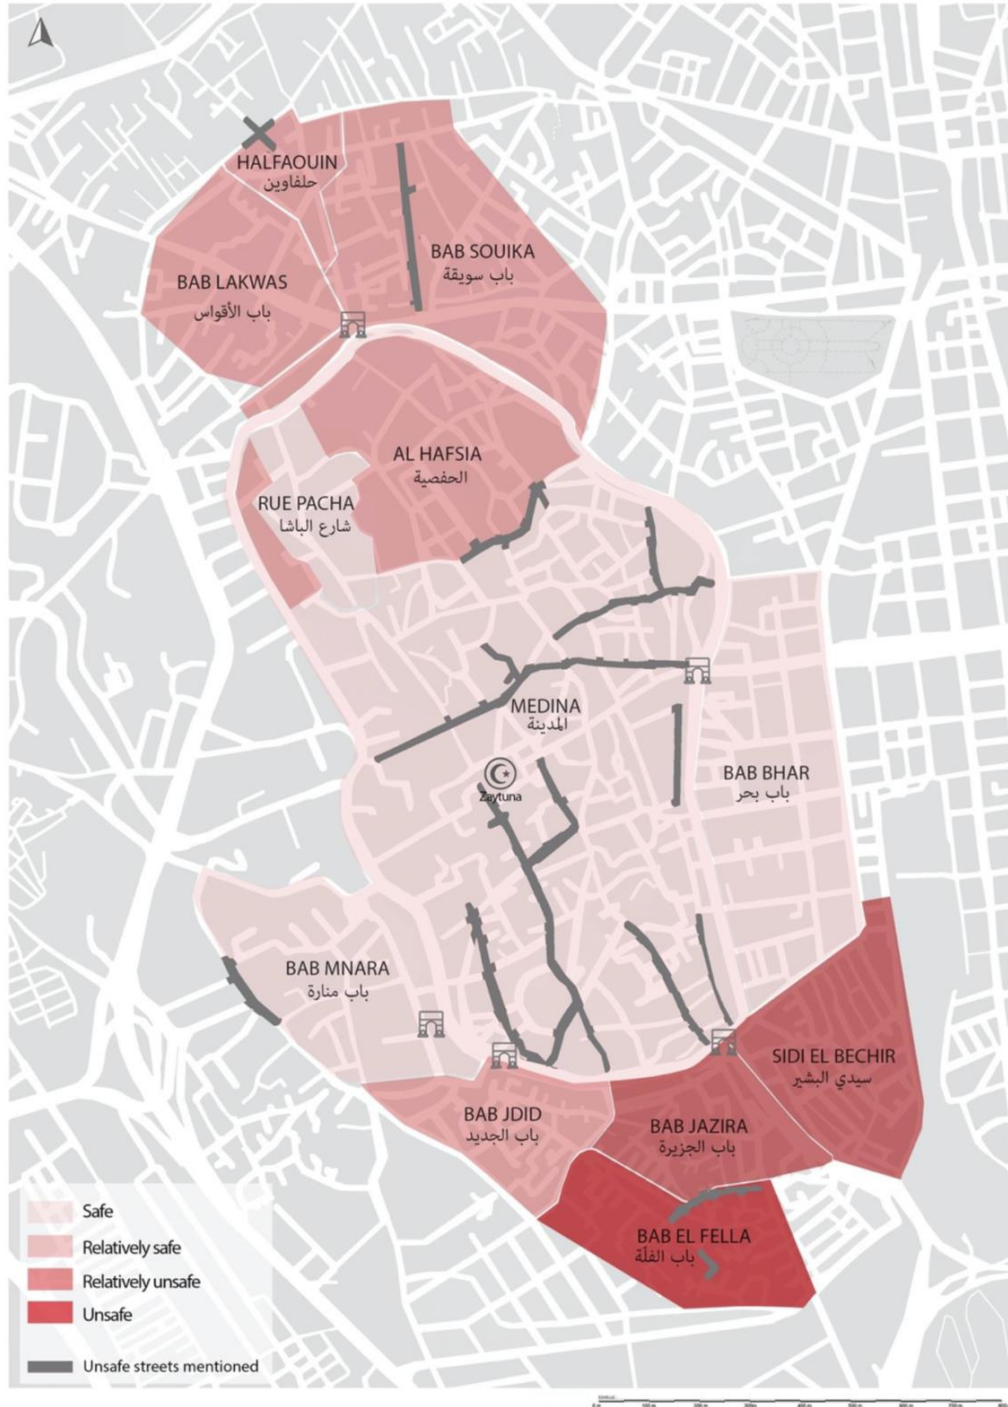 HALFAOUIN
حلفاوين
BAB SOUIKA
باب سويقة
BAB LAKWAS
باب الأقواس
AL HAFSIA
الحفصية
RUE PACHA
شارع الباشا
MEDINA
المدينة
Zaytuna
BAB BHAR
باب بحر
BAB MNARA
باب منارة
SIDI EL BECHIR
سيدي البشير
BAB JDID
باب الجديد
BAB JAZIRA
باب الجزيرة
BAB EL FELLA
باب الفلّة
Safe
Relatively safe
Relatively unsafe
Unsafe
Unsafe streets mentioned